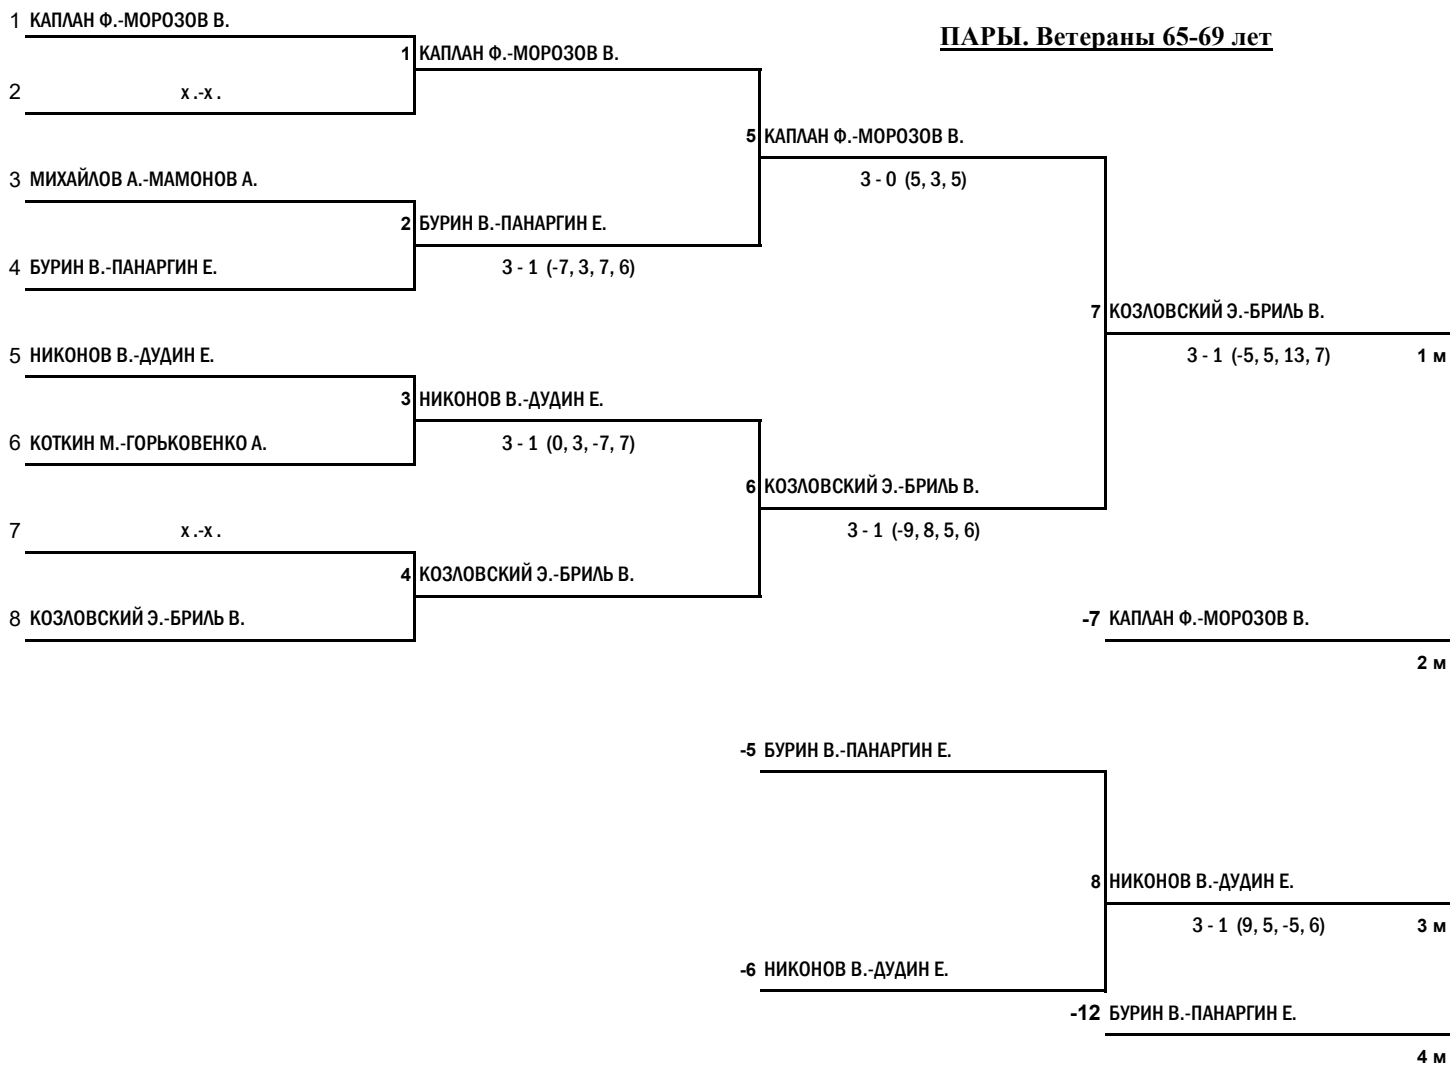 1 КАПЛАН Ф.-МОРОЗОВ В.
ПАРЫ. Ветераны 65-69 лет
1 КАПЛАН Ф.-МОРОЗОВ В.
2 х .-х .
5 КАПЛАН Ф.-МОРОЗОВ В.
3 МИХАЙЛОВ А.-МАМОНОВ А.
3 - 0 (5, 3, 5)
2 БУРИН В.-ПАНАРГИН Е.
4 БУРИН В.-ПАНАРГИН Е.
3 - 1 (-7, 3, 7, 6)
7 КОЗЛОВСКИЙ Э.-БРИЛЬ В.
5 НИКОНОВ В.-ДУДИН Е.
3 - 1 (-5, 5, 13, 7) 1 м
3 НИКОНОВ В.-ДУДИН Е.
6 КОТКИН М.-ГОРЬКОВЕНКО А.
3 - 1 (0, 3, -7, 7)
6 КОЗЛОВСКИЙ Э.-БРИЛЬ В.
7 х .-х .
3 - 1 (-9, 8, 5, 6)
4 КОЗЛОВСКИЙ Э.-БРИЛЬ В.
8 КОЗЛОВСКИЙ Э.-БРИЛЬ В.
-7 КАПЛАН Ф.-МОРОЗОВ В.
2 м
-5 БУРИН В.-ПАНАРГИН Е.
8 НИКОНОВ В.-ДУДИН Е.
3 - 1 (9, 5, -5, 6) 3 м
-6 НИКОНОВ В.-ДУДИН Е.
-12 БУРИН В.-ПАНАРГИН Е.
4 м